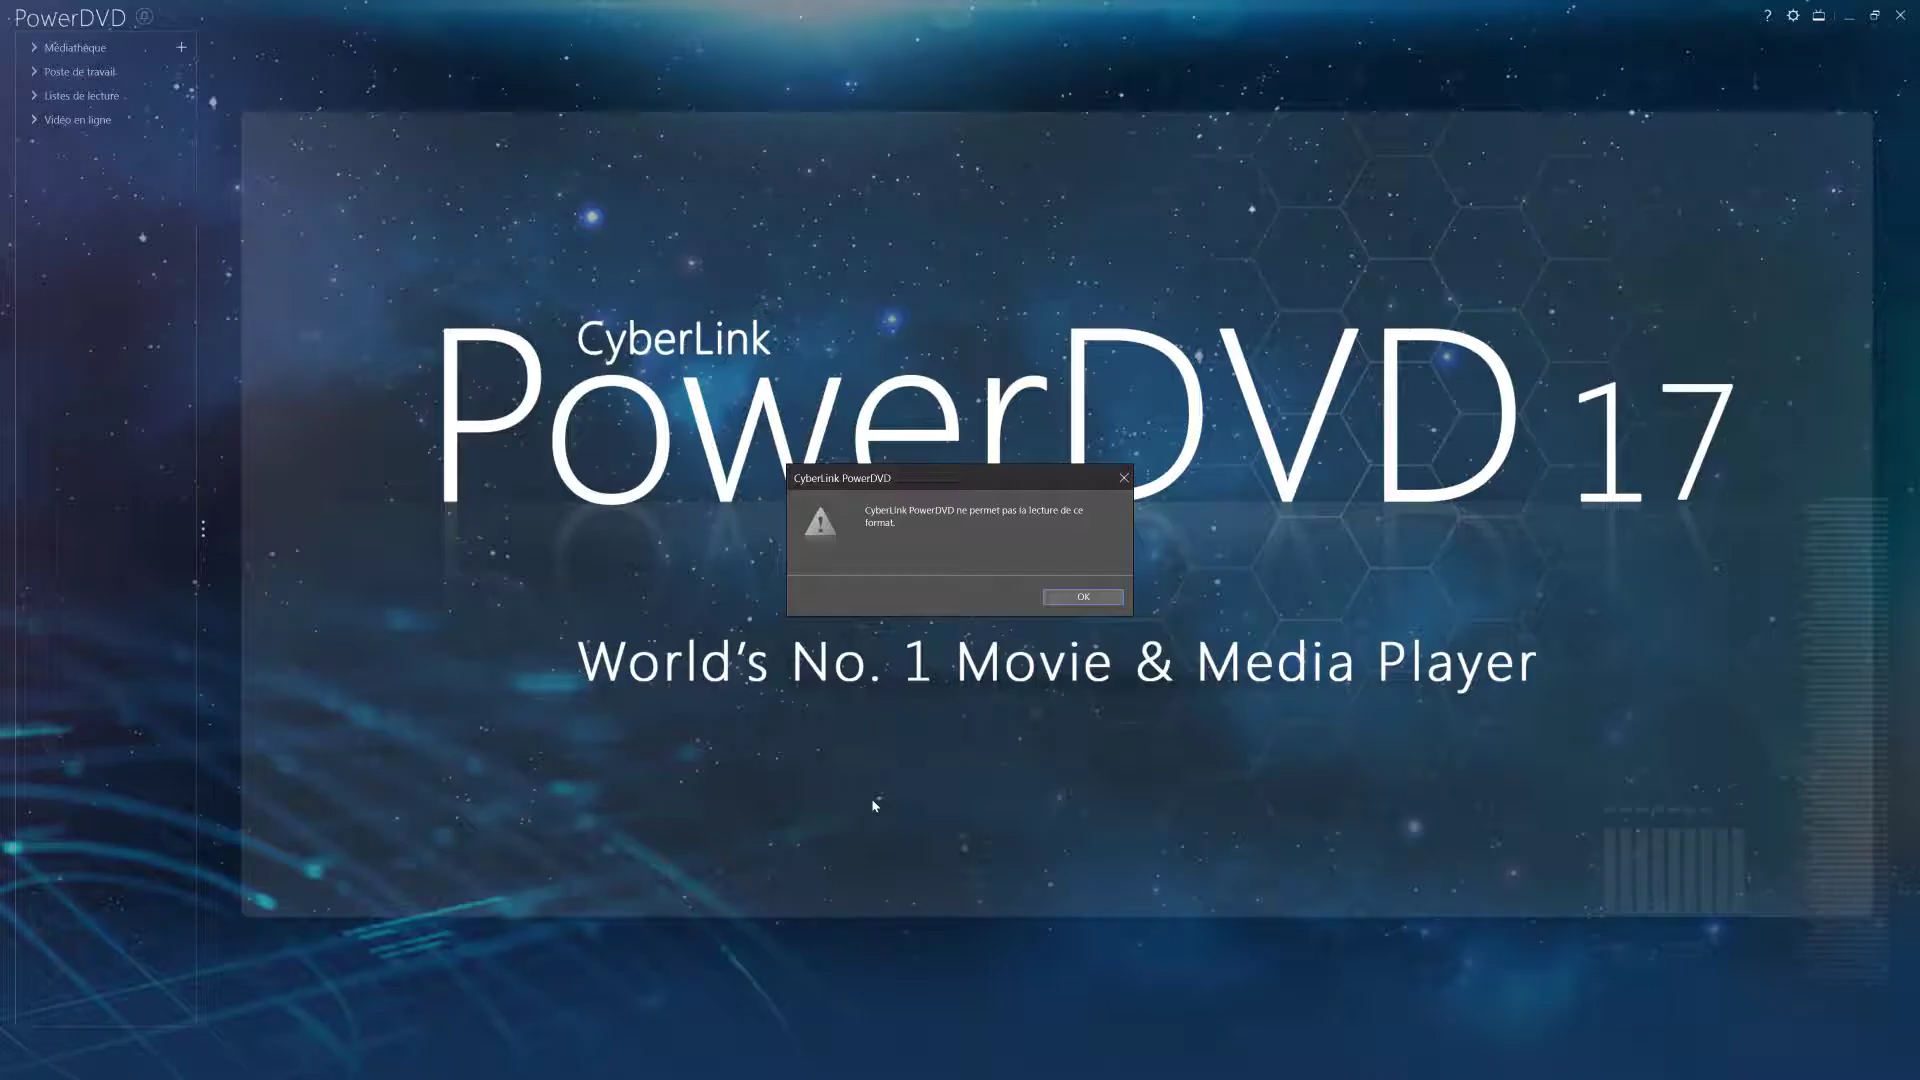 PowerDVD
Médiathèque
Poste de travail
Listes de lecture
Vidéo en ligne
CyberLink
PowerDVD 17
CyberLink PowerDVD
CyberLink PowerDVD ne permet pas la lecture de ce
format.
OK
World's No. 1 Movie & Media Player